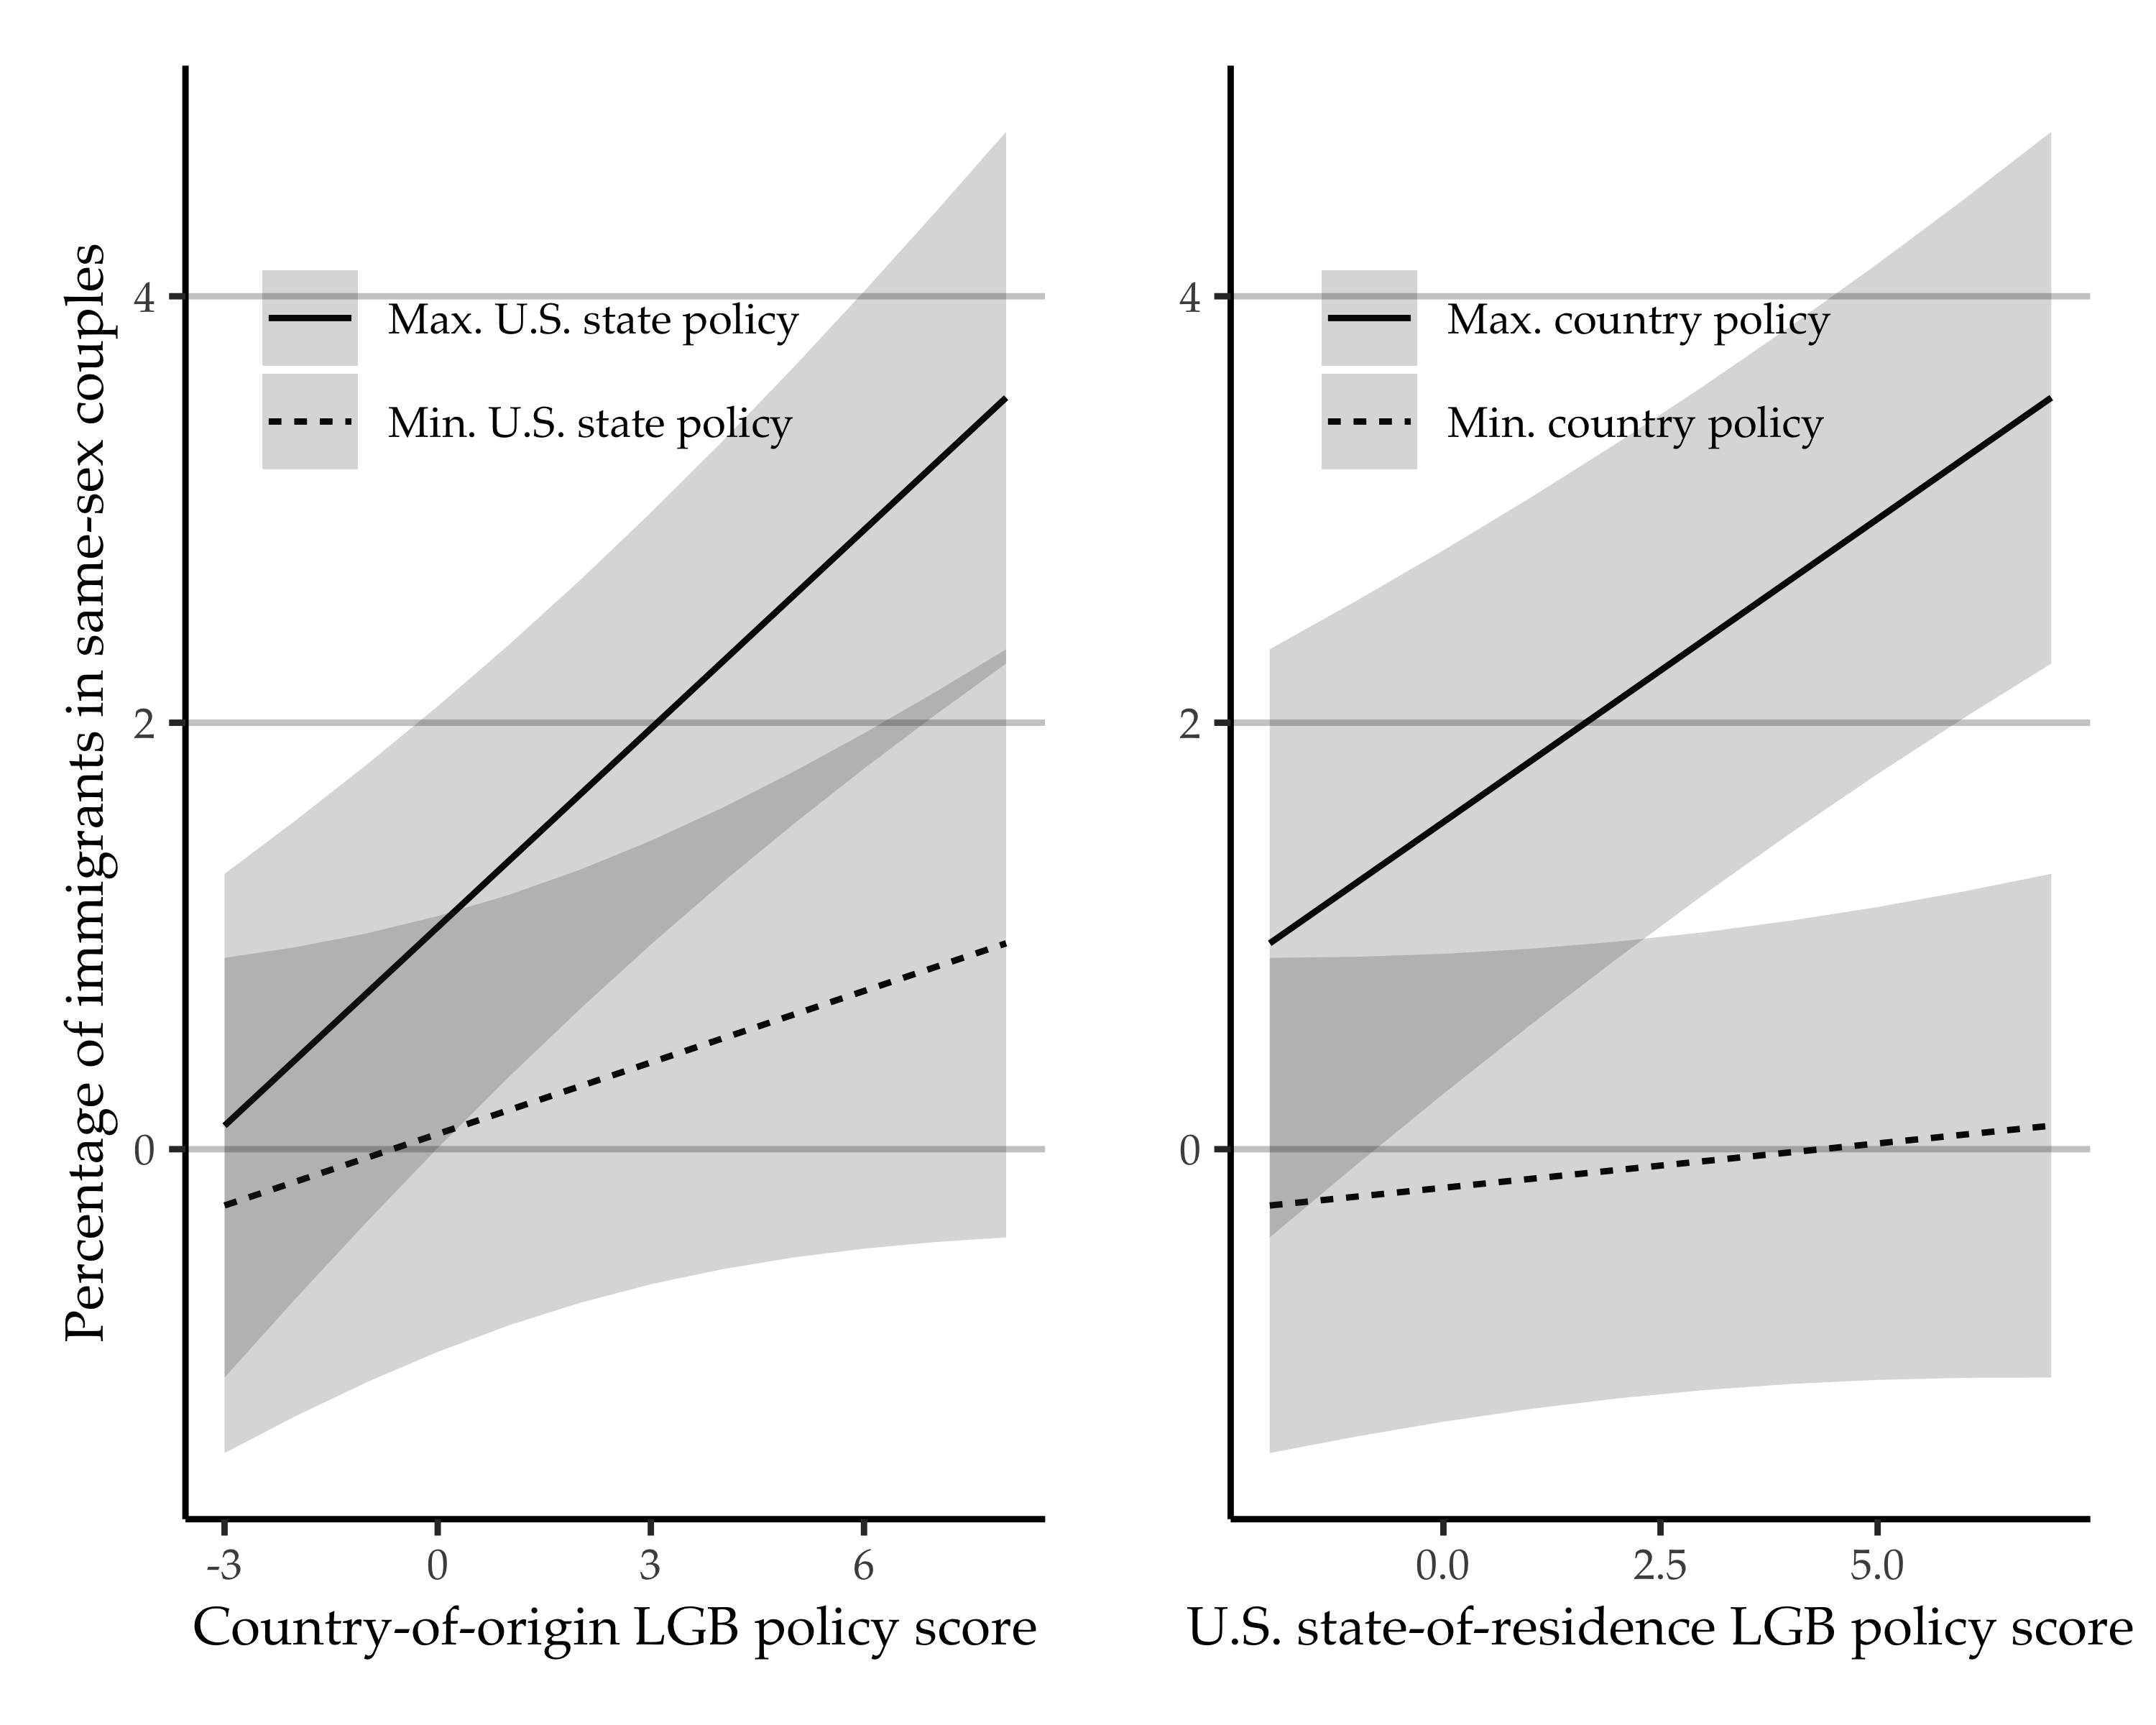 Percentage of immigrants in same-sex couples
4
2
0
Max. U.S. state policy
Min. U.S. state policy
-3 0 3 6
Country-of-origin LGB policy score
4
2
0
Max. country policy
Min. country policy
0.0 2.5 5.0
U.S. state-of-residence LGB policy score